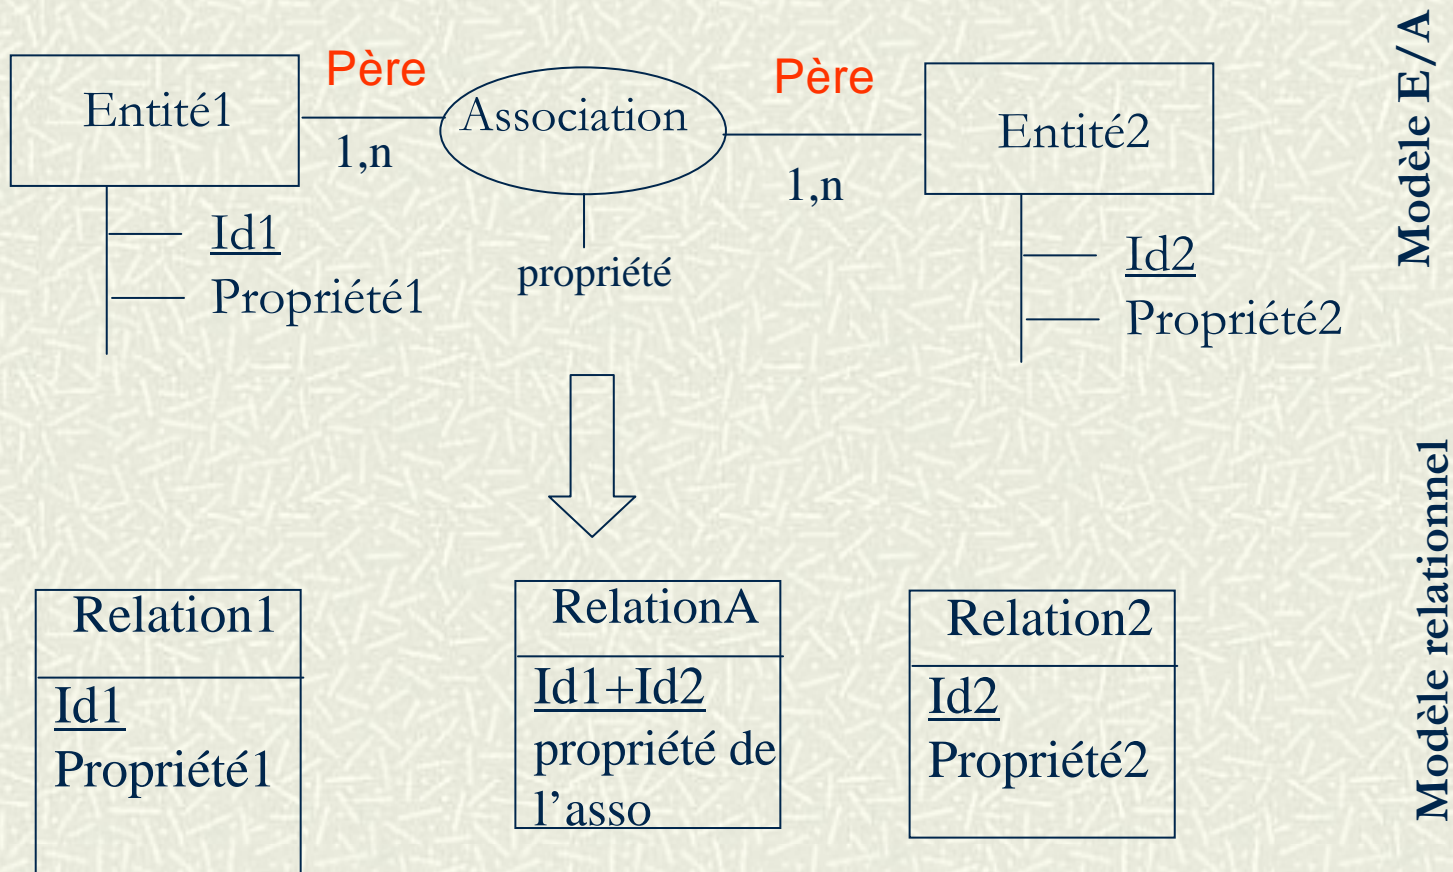 Père
Père
Entité1
Association
Entité2
1,n
1,n
Id1
Propriété1
propriété
Id2
Propriété2
Modèle E/A
Relation1
Id1
Propriété1
RelationA
Id1+Id2
propriété de
l'asso
Relation2
Id2
Propriété2
Modèle relationnel